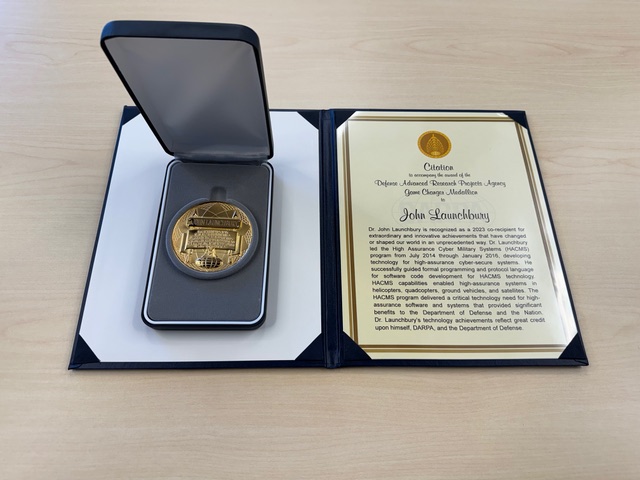 JOHN LAUNCHBURY
Citation
to accompany the award of the
Defense Advanced Research Projects Agency
Game Changer Medallion
to
John Launchbury
Dr. John Launchbury is recognized as a 2023 co-recipient for
extraordinary and innovative achievements that have changed
or shaped our world in an unprecedented way. Dr. Launchbury
led the High Assurance Cyber Military Systems (HACMS)
program from July 2014 through January 2016, developing
technology for high-assurance cyber-secure systems. He
successfully guided formal programming and protocol language
for software code development for HACMS technology.
HACMS capabilities enabled high-assurance systems in
helicopters, quadcopters, ground vehicles, and satellites. The
HACMS program delivered a critical technology need for high-
assurance software and systems that provided significant
benefits to the Department of Defense and the Nation.
Dr. Launchbury's technology achievements reflect great credit
upon himself, DARPA, and the Department of Defense.